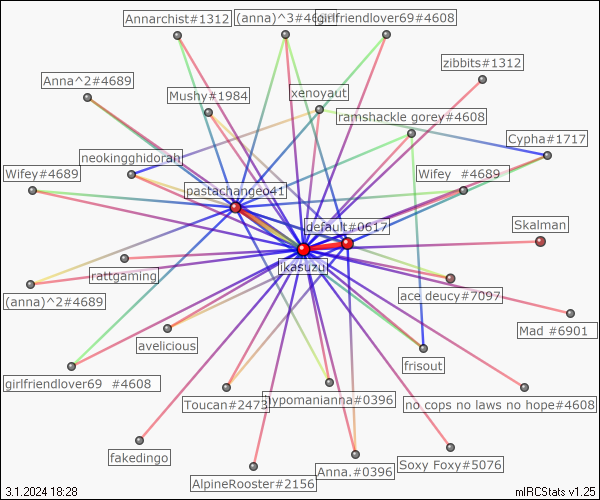 Annarchist#1312
(anna)^3#4689
girlfriendlover69#4608
zibbits#1312
Anna^2#4689
Mushy#1984
xenoyaut
ramshackle gorey#4608
Cypha#1717
neokingghidorah
Wifey#4689
pastachangeo41
Wifey  #4689
default#0617
Skalman
ikasuzu
rattgaming
(anna)^2#4689
ace deucy#7097
Mad #6901
avelicious
frisout
girlfriendlover69  #4608
Toucan#2473
hypomanianna#0396
no cops no laws no hope#4608
fakedingo
AlpineRooster#2156
Anna.#0396
Soxy Foxy#5076
3.1.2024 18:28
mIRCStats v1.25